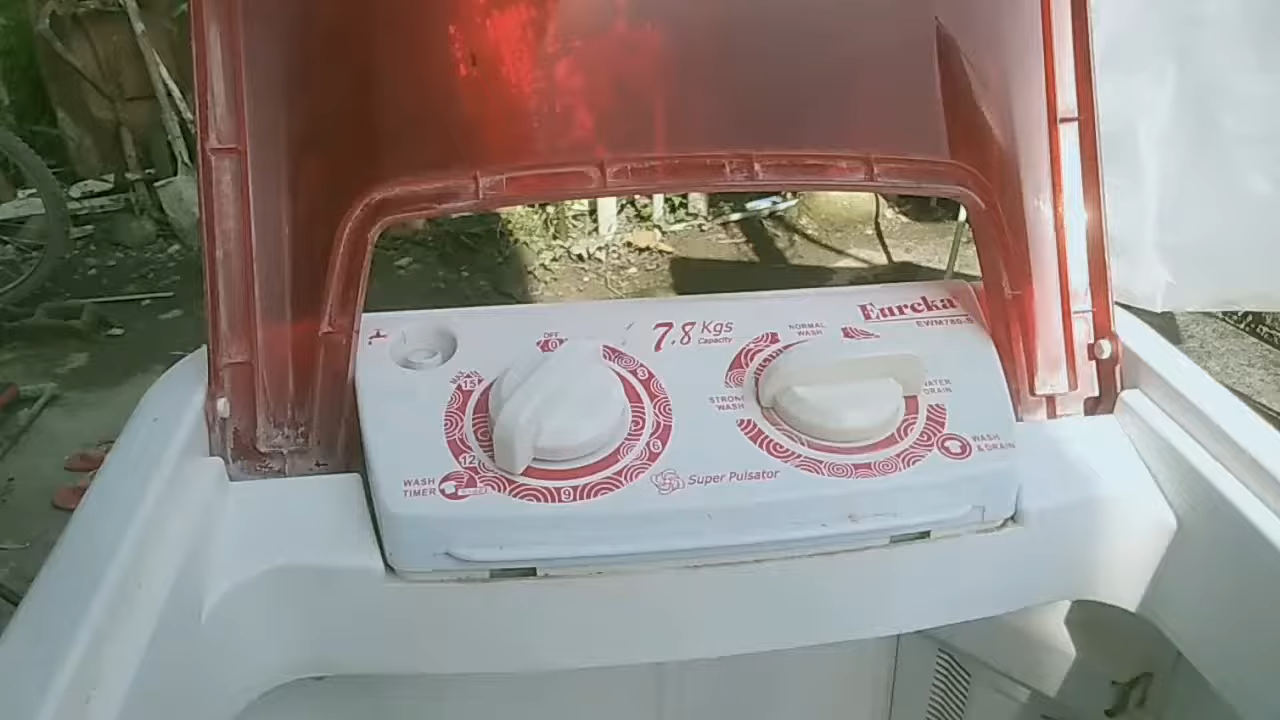 Eureka
EWM780-S
7.8 Kgs
Capacity
OFF
0
3
6
9
12
15
WASH
TIMER
NORMAL
WASH
STRONG
WASH
WATER
DRAIN
WASH
& DRAIN
Super Pulsator